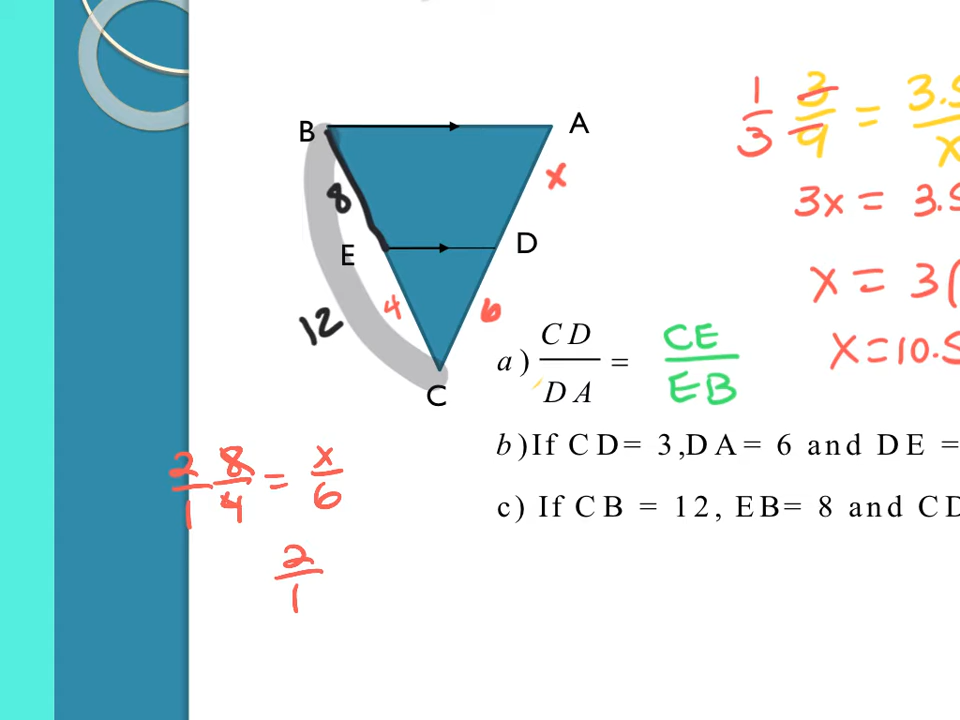 B
A
8
x
E
D
12
4
6
C
1/3 3/9 = 3.5/x
3x = 3.5
x = 3(
x=10.5
a) CD/DA = CE/EB
b)If CD= 3,DA= 6 and DE =
c) If CB = 12, EB= 8 and CD
2/1 8/4 = x/6
2/1